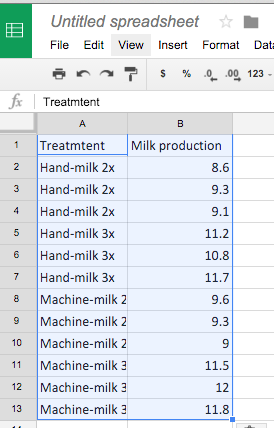 Untitled spreadsheet
File Edit View Insert Format Data
$ % .0 .00 123
fx Treatmtent
A B
1 Treatmtent Milk production
2 Hand-milk 2x 8.6
3 Hand-milk 2x 9.3
4 Hand-milk 2x 9.1
5 Hand-milk 3x 11.2
6 Hand-milk 3x 10.8
7 Hand-milk 3x 11.7
8 Machine-milk 2 9.6
9 Machine-milk 2 9.3
10 Machine-milk 2 9
11 Machine-milk 3 11.5
12 Machine-milk 3 12
13 Machine-milk 3 11.8